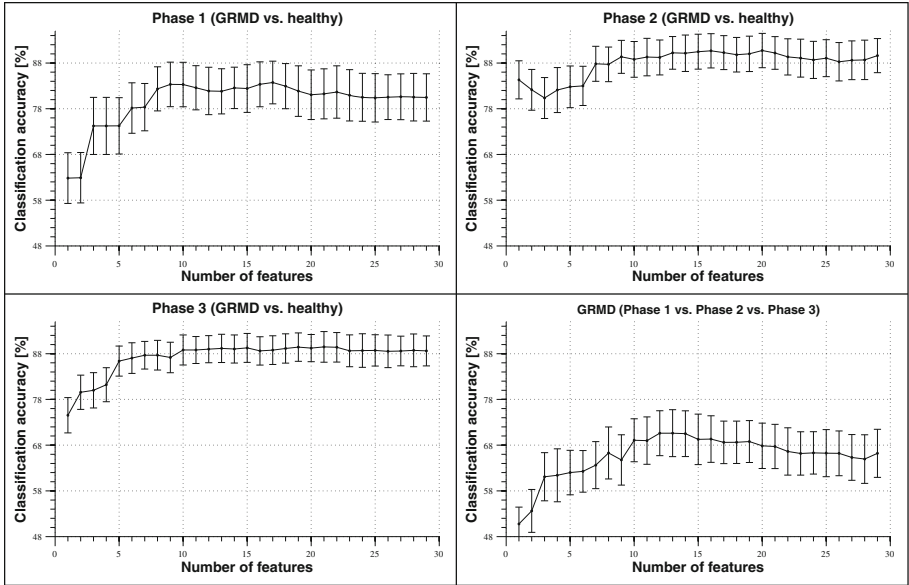 Phase 1 (GRMD vs. healthy)
Classification accuracy [%]
88
78
68
58
48
0 5 10 15 20 25 30
Number of features
Phase 2 (GRMD vs. healthy)
Classification accuracy [%]
88
78
68
58
48
0 5 10 15 20 25 30
Number of features
Phase 3 (GRMD vs. healthy)
Classification accuracy [%]
88
78
68
58
48
0 5 10 15 20 25 30
Number of features
GRMD (Phase 1 vs. Phase 2 vs. Phase 3)
Classification accuracy [%]
88
78
68
58
48
0 5 10 15 20 25 30
Number of features